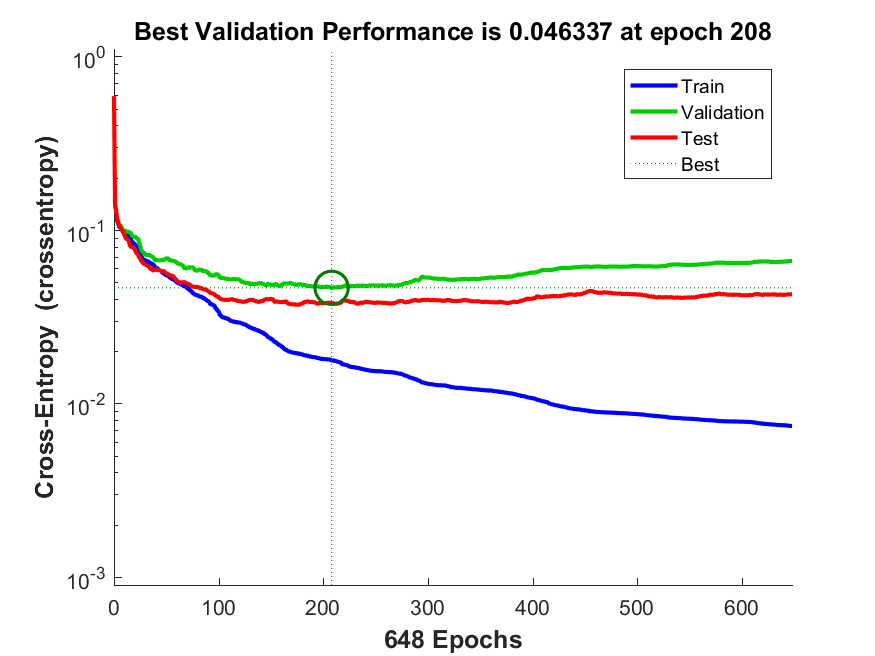 Best Validation Performance is 0.046337 at epoch 208
Cross-Entropy (crossentropy)
10^0
10^-1
10^-2
10^-3
Train
Validation
Test
Best
0 100 200 300 400 500 600
648 Epochs